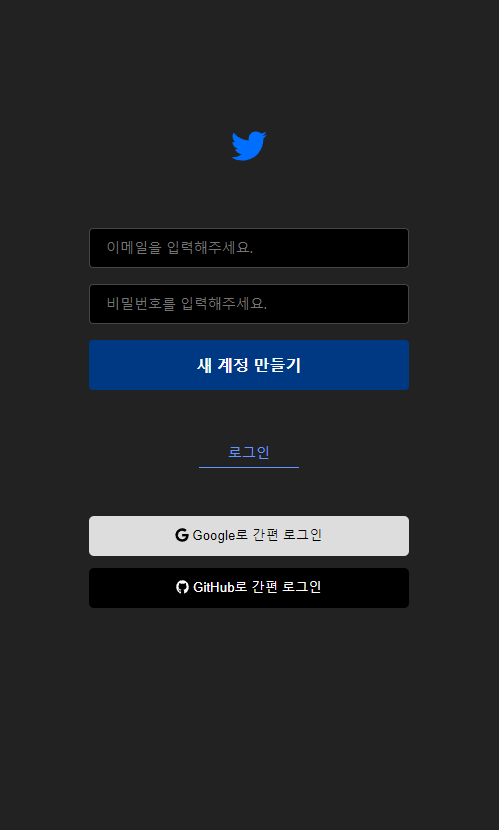 이메일을 입력해주세요.
비밀번호를 입력해주세요.
새 계정 만들기
로그인
Google로 간편 로그인
GitHub로 간편 로그인